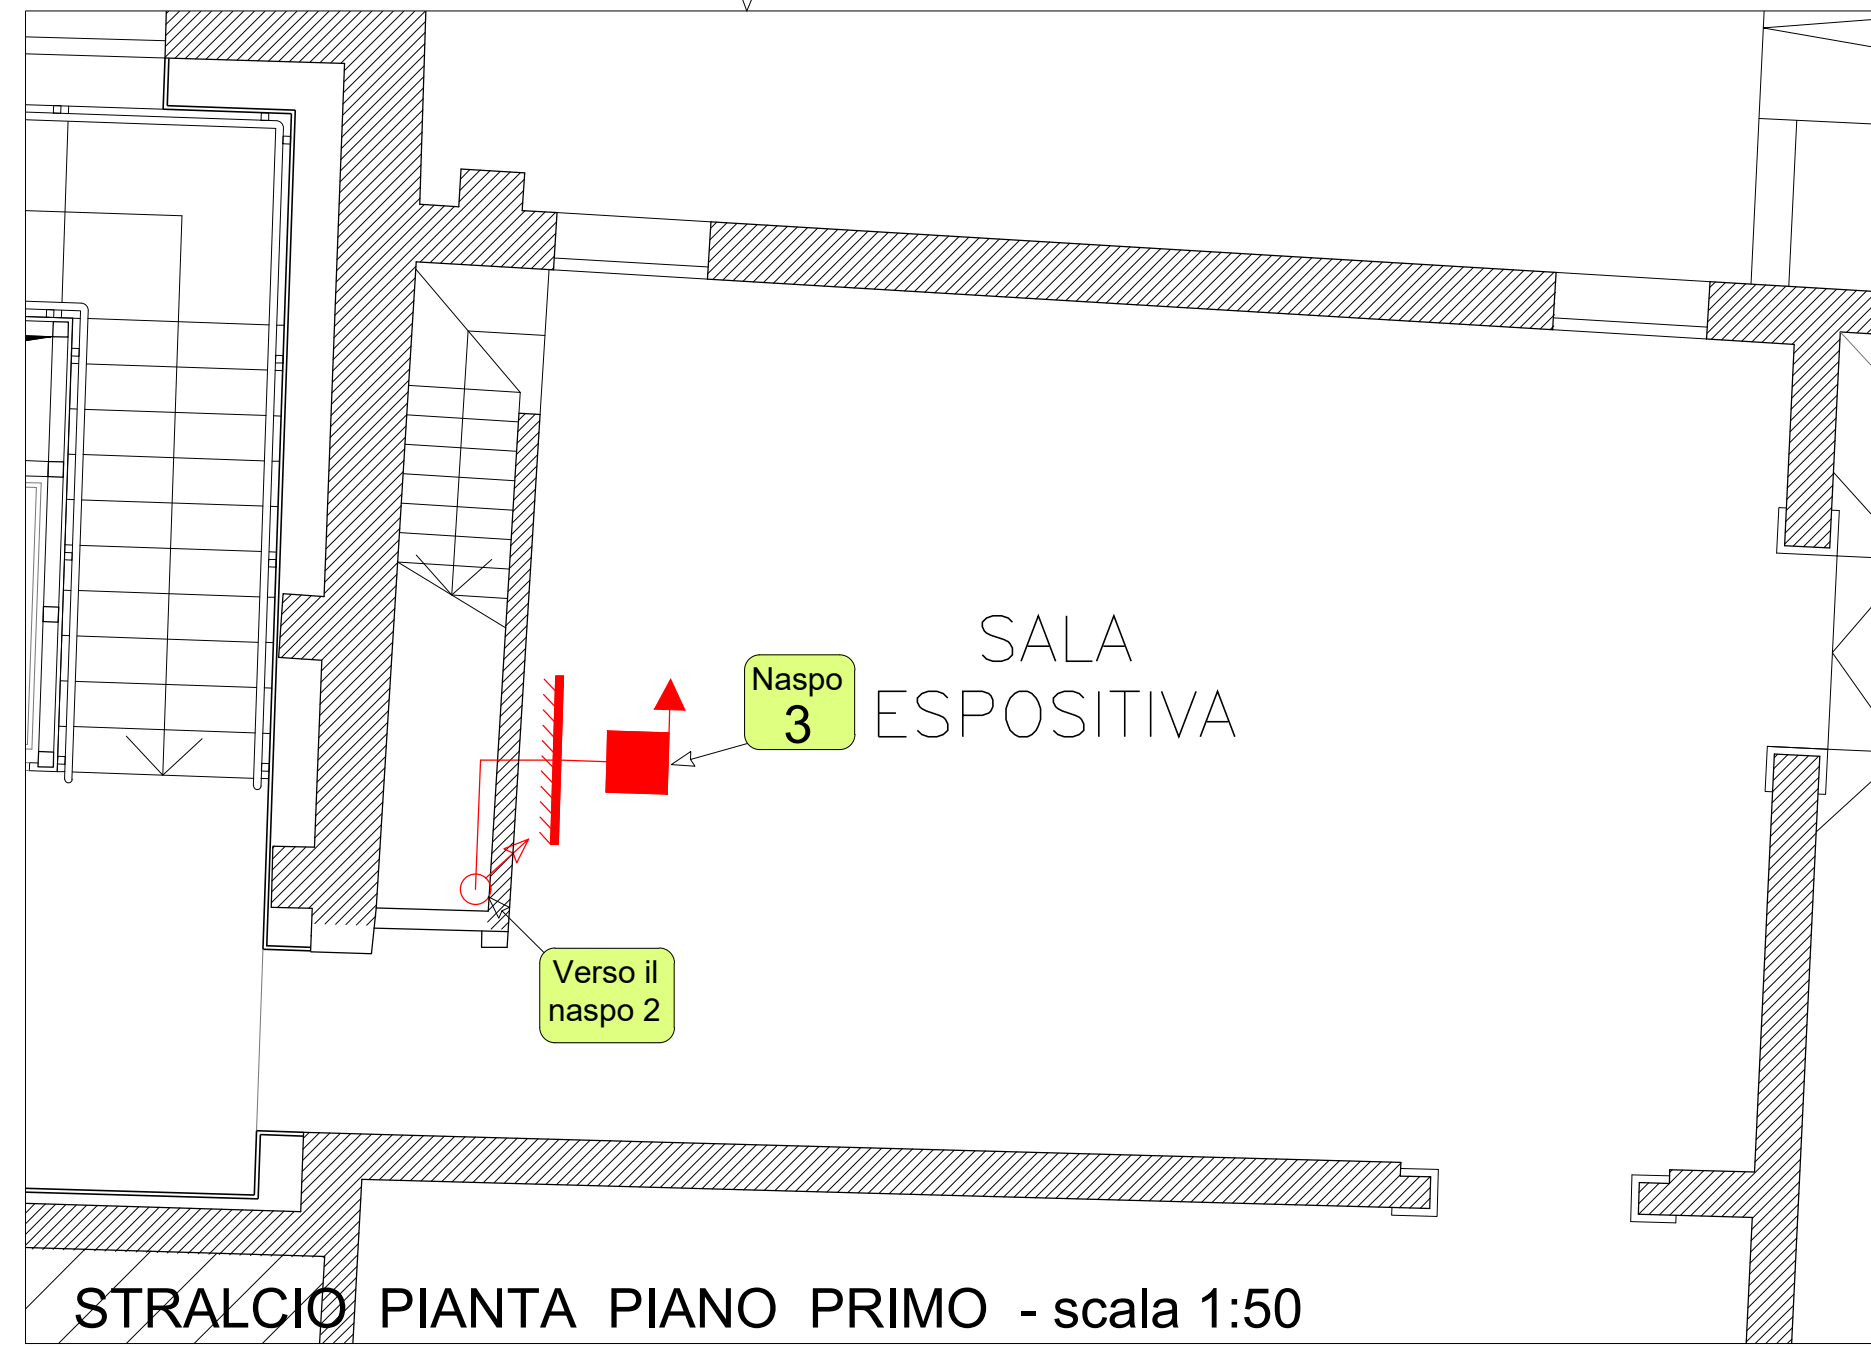 SALA
ESPOSITIVA
Naspo
3
Verso il
naspo 2
STRALCIO PIANTA PIANO PRIMO - scala 1:50